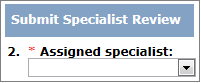 Submit Specialist Review
2. * Assigned specialist: